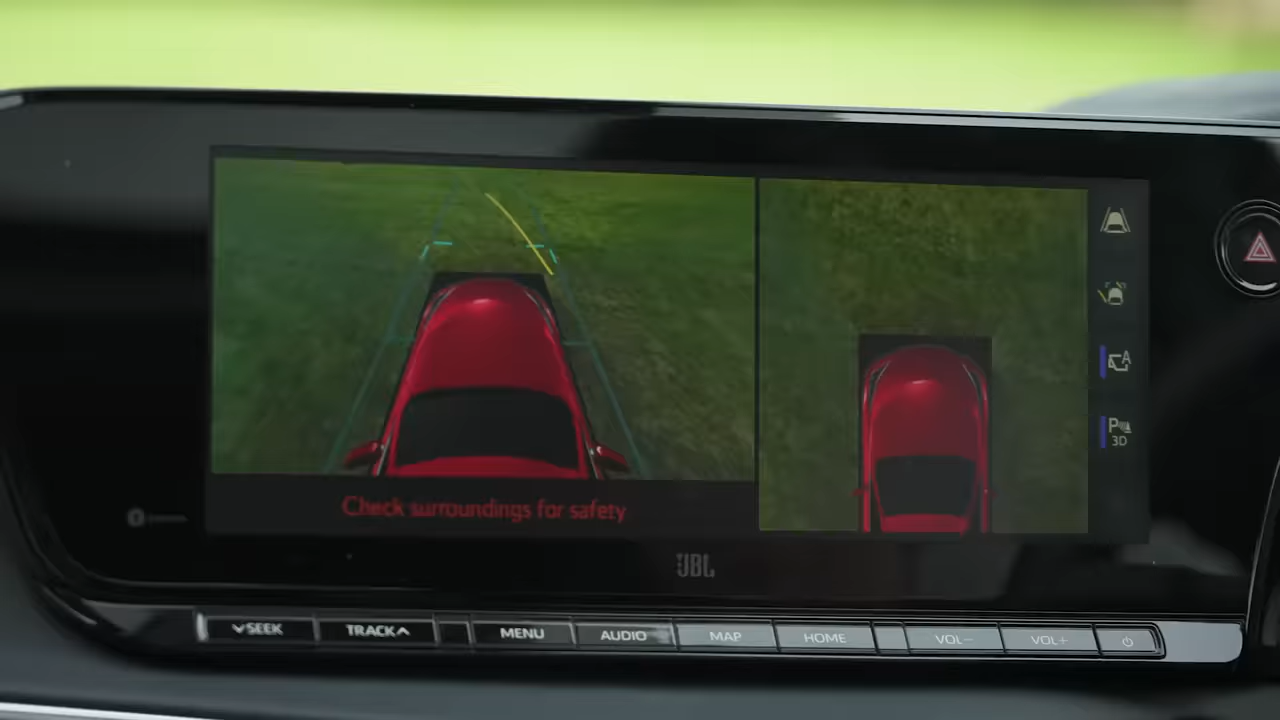 A
P
3D
Check surroundings for safety
JBL
SEEK
TRACK
MENU
AUDIO
MAP
HOME
VOL-
VOL+